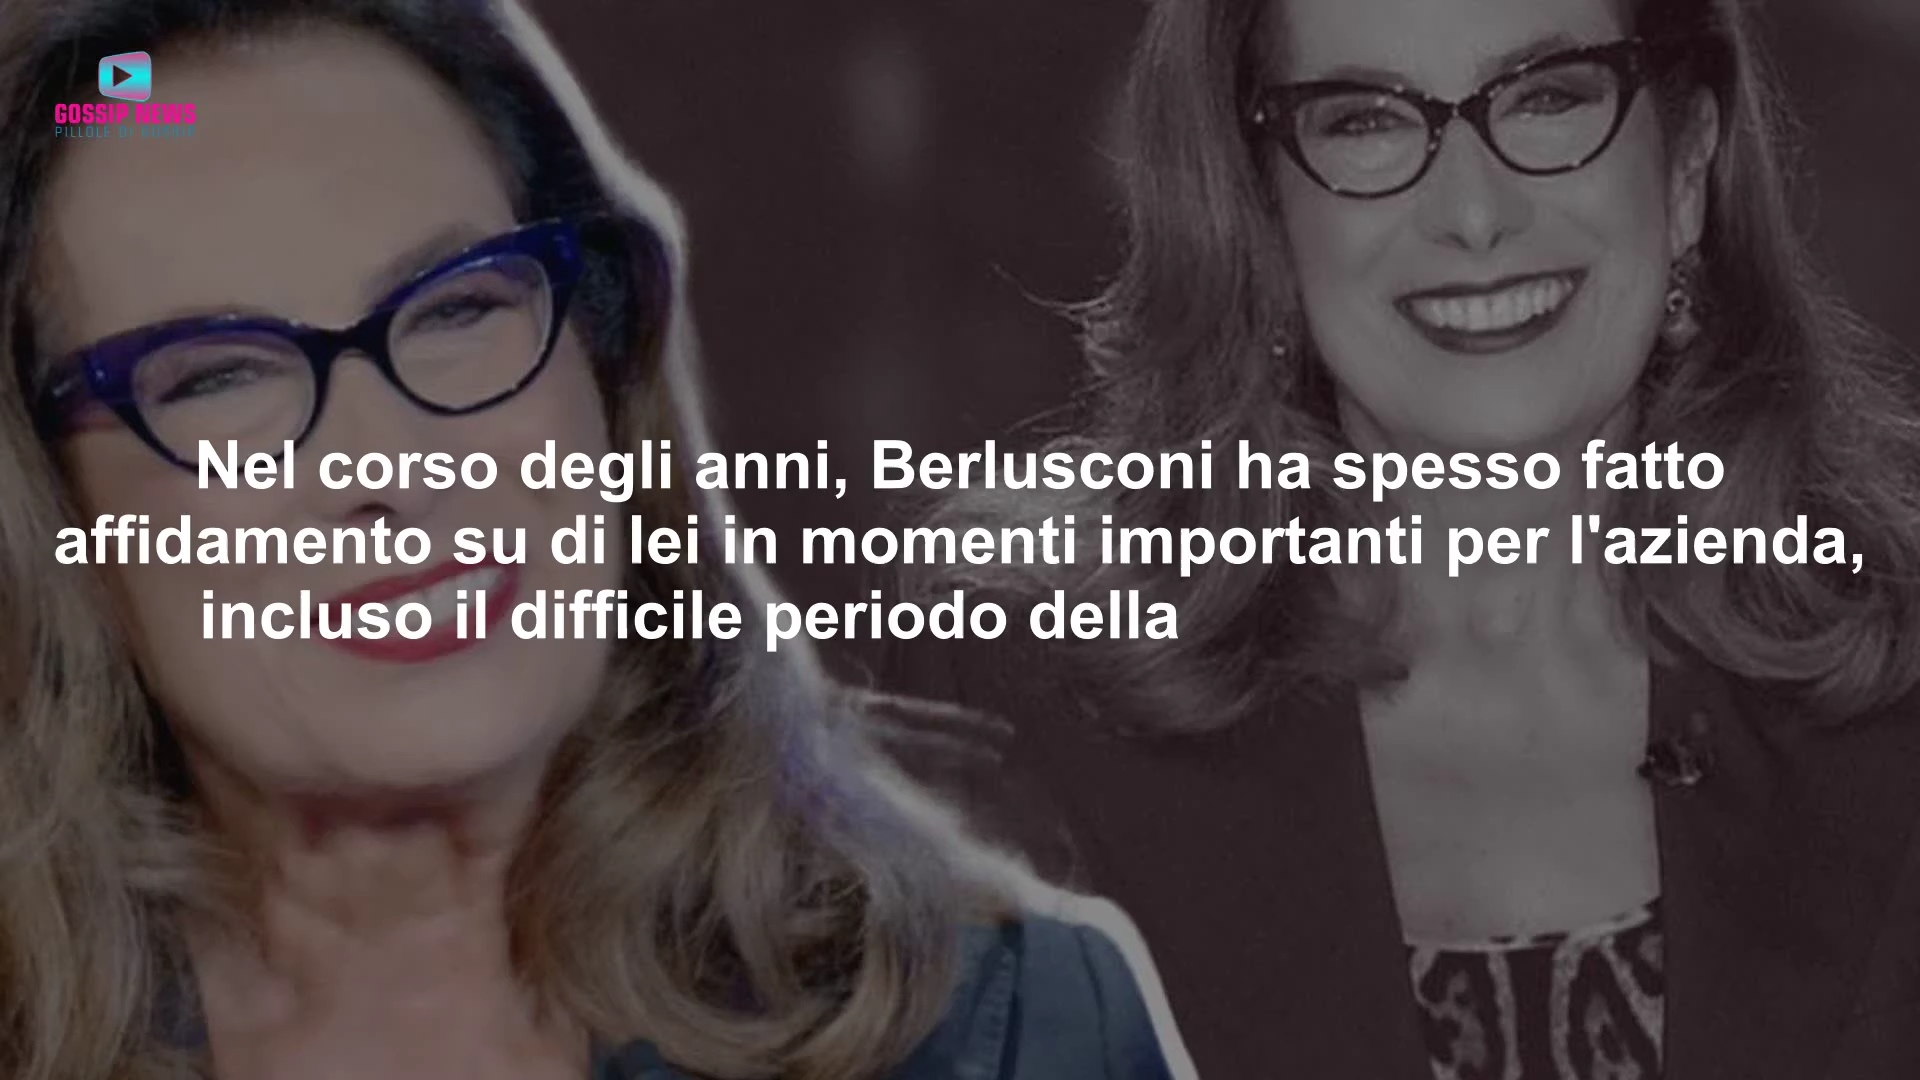 GOSSIP NEWS
PILLOLE DI GOSSIP
Nel corso degli anni, Berlusconi ha spesso fatto
affidamento su di lei in momenti importanti per l'azienda,
incluso il difficile periodo della